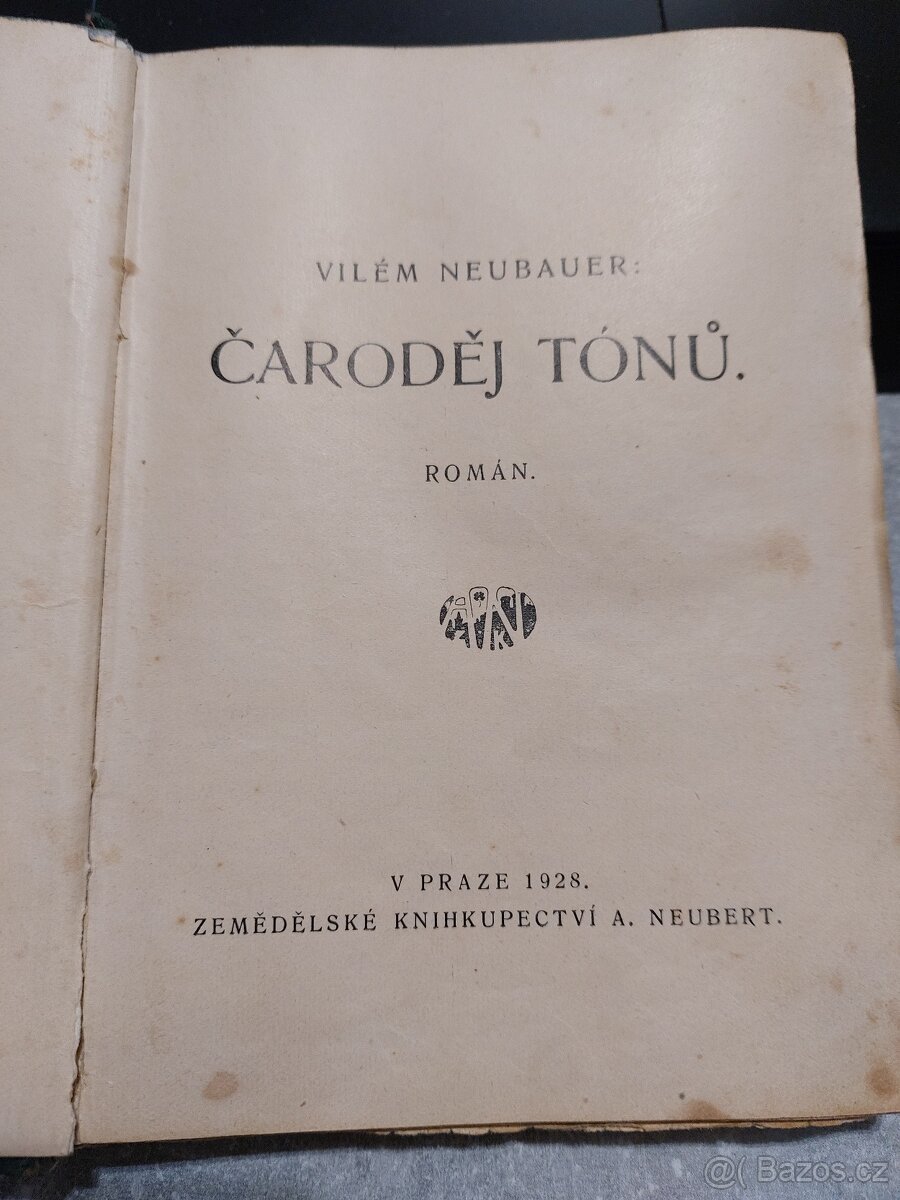 VILÉM NEUBAUER:
ČARODĚJ TÓNŮ.
ROMÁN.
V PRAZE 1928.
ZEMĚDĚLSKÉ KNIHKUPECTVÍ A. NEUBERT.
@ Bazos.cz